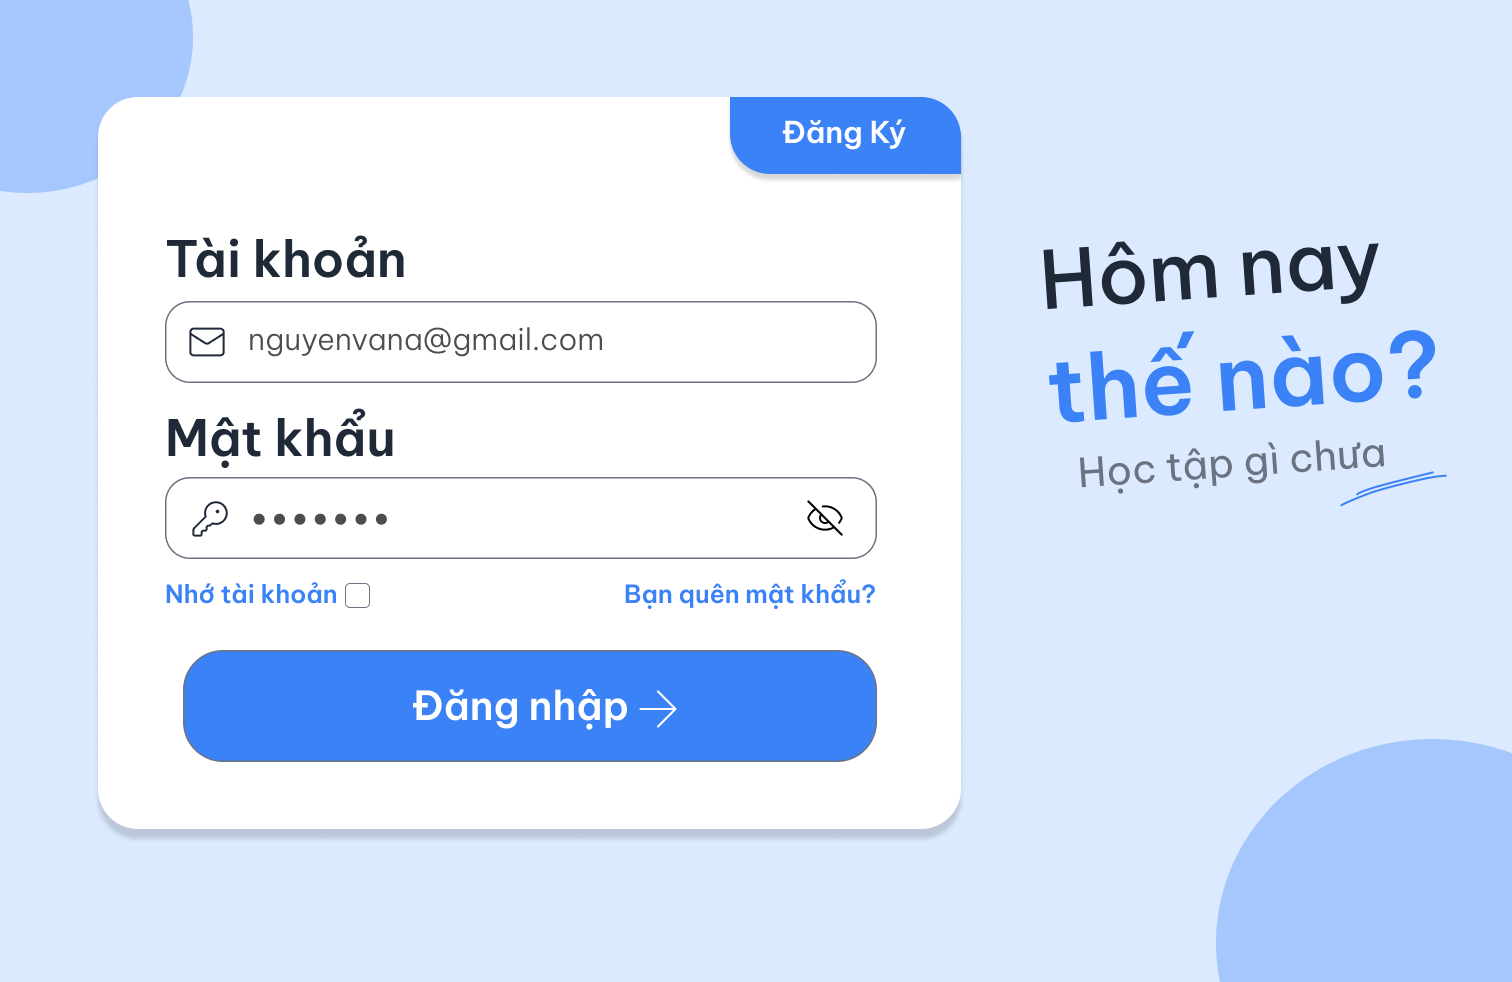 Đăng Ký
Tài khoản
nguyenvana@gmail.com
Mật khẩu
•••••••
Nhớ tài khoản
Bạn quên mật khẩu?
Đăng nhập
Hôm nay
thế nào?
Học tập gì chưa